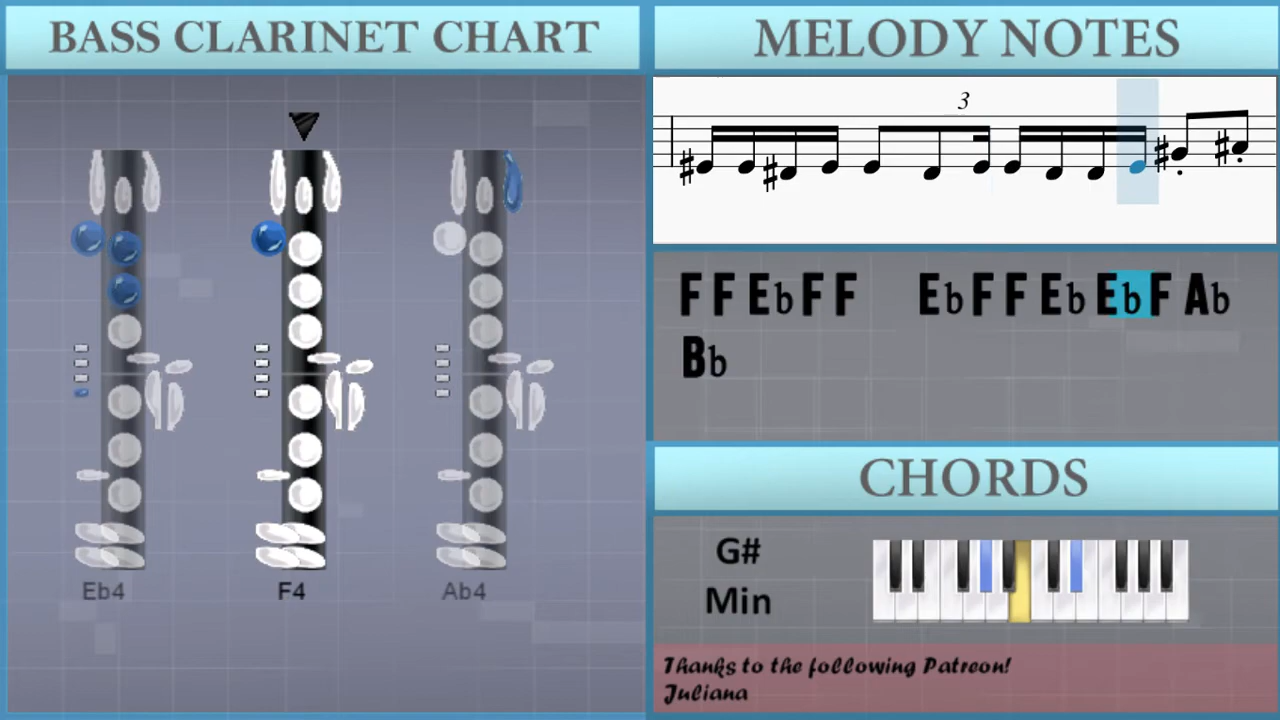 BASS CLARINET CHART
MELODY NOTES
3
F F Eb F F Eb F F Eb Eb F Ab
Bb
Eb4
F4
Ab4
CHORDS
G#
Min
Thanks to the following Patreon!
Juliana